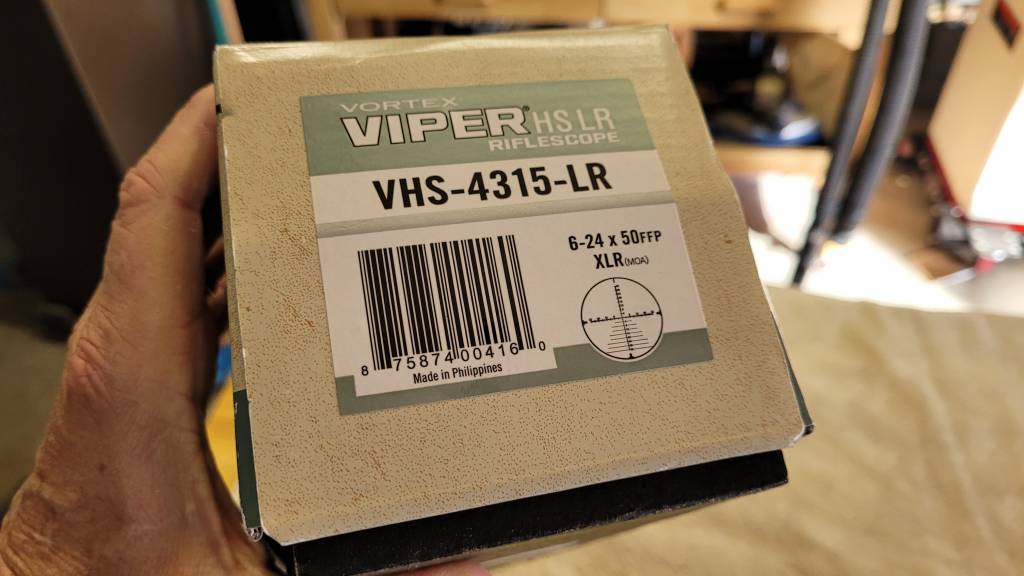 VORTEX
VIPER® HS LR
RIFLESCOPE
VHS-4315-LR
6-24 x 50FFP
XLR(MOA)
8 75874 00416 0
Made in Philippines